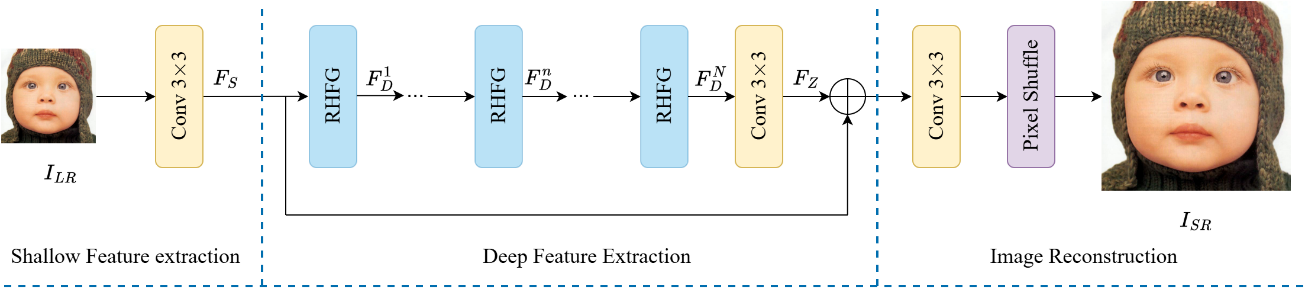 I_{LR}
Conv 3×3
F_S
RHFG
F_D^1
...
RHFG
F_D^n
...
RHFG
F_D^N
Conv 3×3
F_Z
Conv 3×3
Pixel Shuffle
I_{SR}
Shallow Feature extraction
Deep Feature Extraction
Image Reconstruction